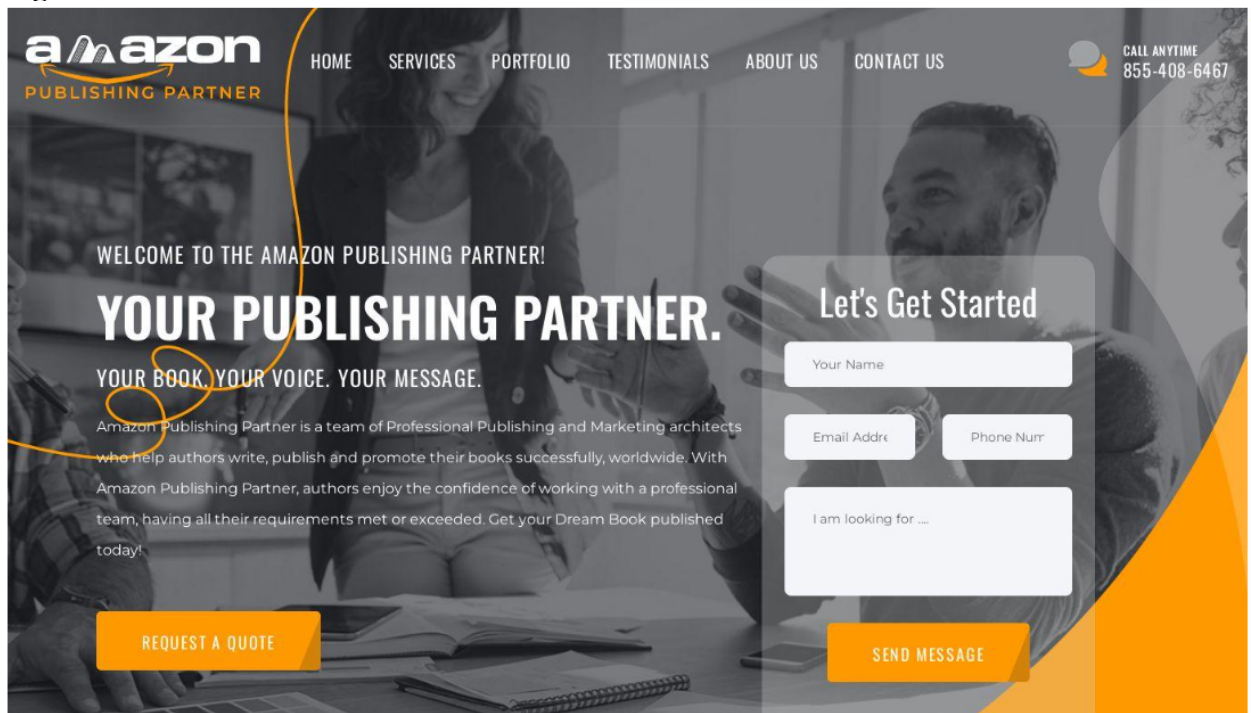 amazon
PUBLISHING PARTNER
HOME SERVICES PORTFOLIO TESTIMONIALS ABOUT US CONTACT US
CALL ANYTIME
855-408-6467
WELCOME TO THE AMAZON PUBLISHING PARTNER!
YOUR PUBLISHING PARTNER.
YOUR BOOK. YOUR VOICE. YOUR MESSAGE.
Amazon Publishing Partner is a team of Professional Publishing and Marketing architects
who help authors write, publish and promote their books successfully, worldwide. With
Amazon Publishing Partner, authors enjoy the confidence of working with a professional
team, having all their requirements met or exceeded. Get your Dream Book published
today!
REQUEST A QUOTE
Let's Get Started
Your Name
Email Addre
Phone Num
I am looking for ....
SEND MESSAGE